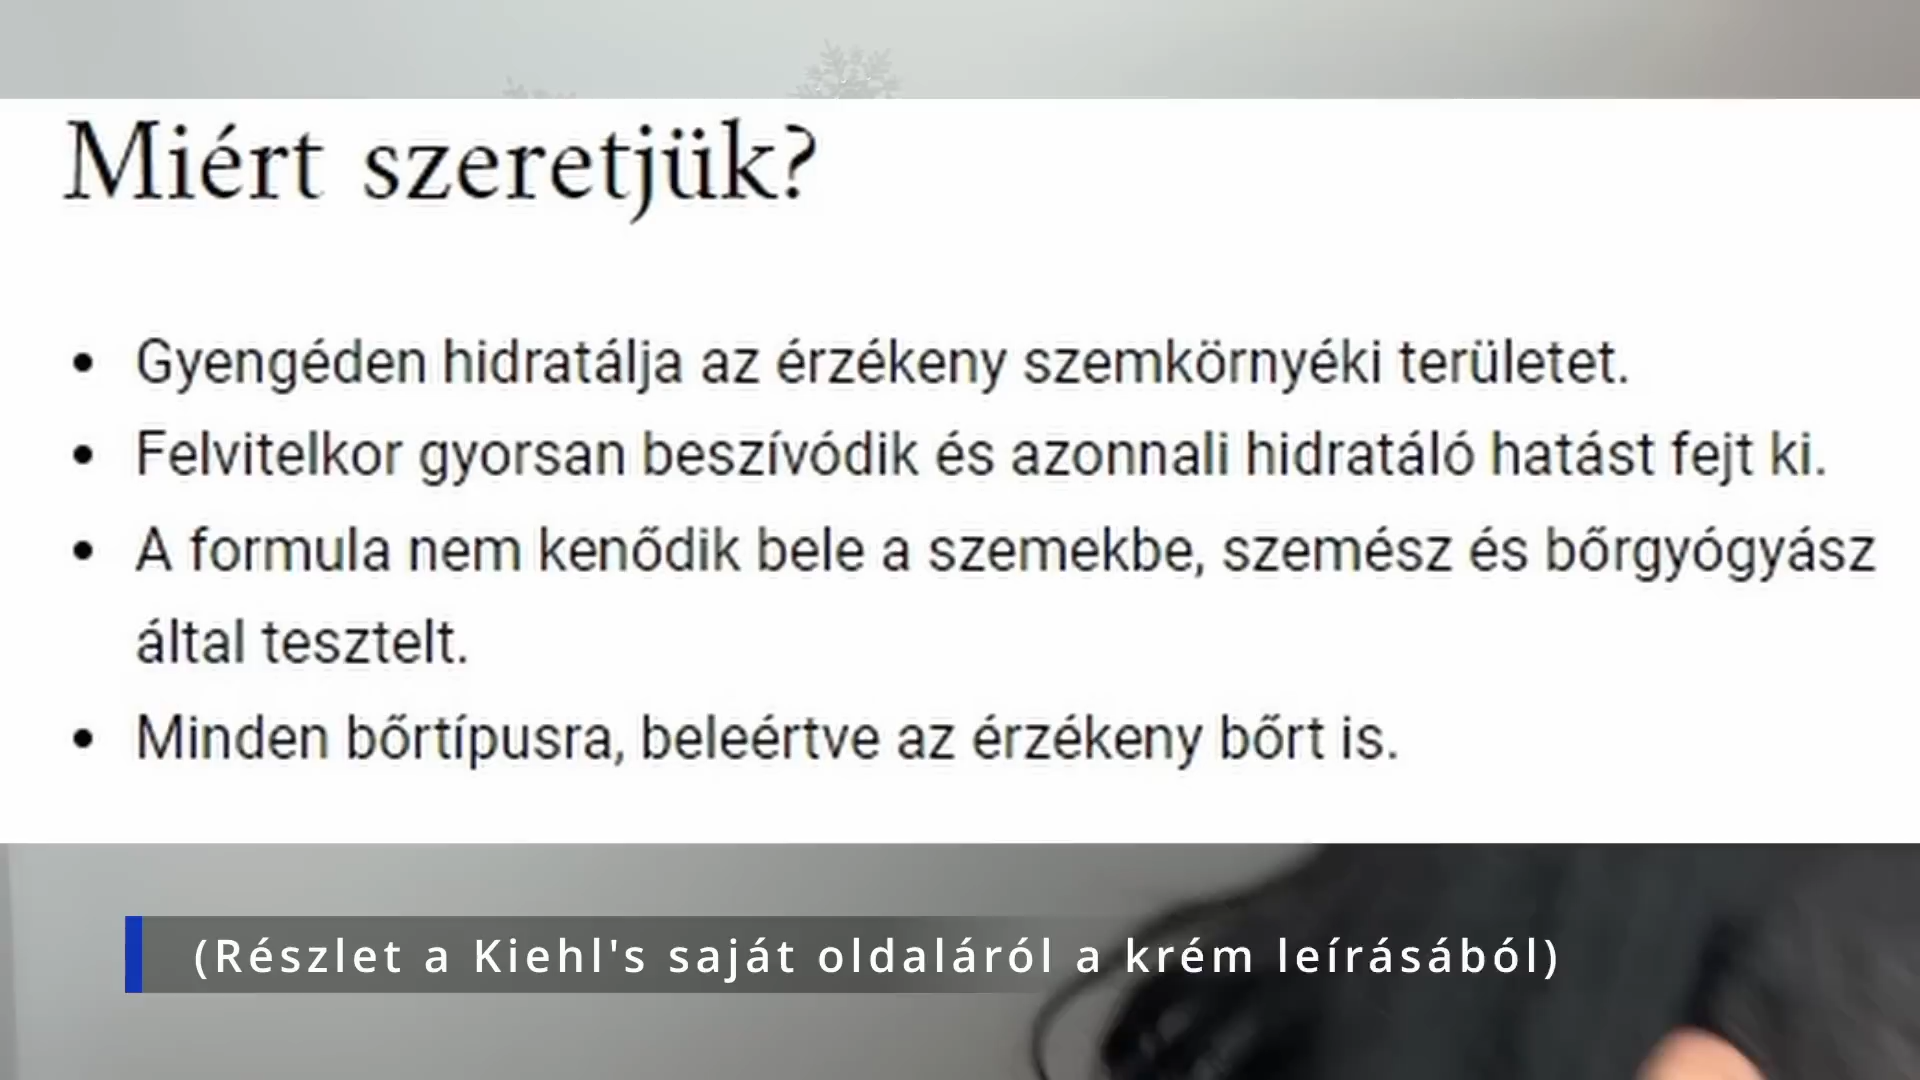 Miért szeretjük?
• Gyengéden hidratálja az érzékeny szemkörnyéki területet.
• Felvitelkor gyorsan beszívódik és azonnali hidratáló hatást fejt ki.
• A formula nem kenődik bele a szemekbe, szemész és bőrgyógyász
által tesztelt.
• Minden bőrtípusra, beleértve az érzékeny bőrt is.
(Részlet a Kiehl's saját oldaláról a krém leírásából)